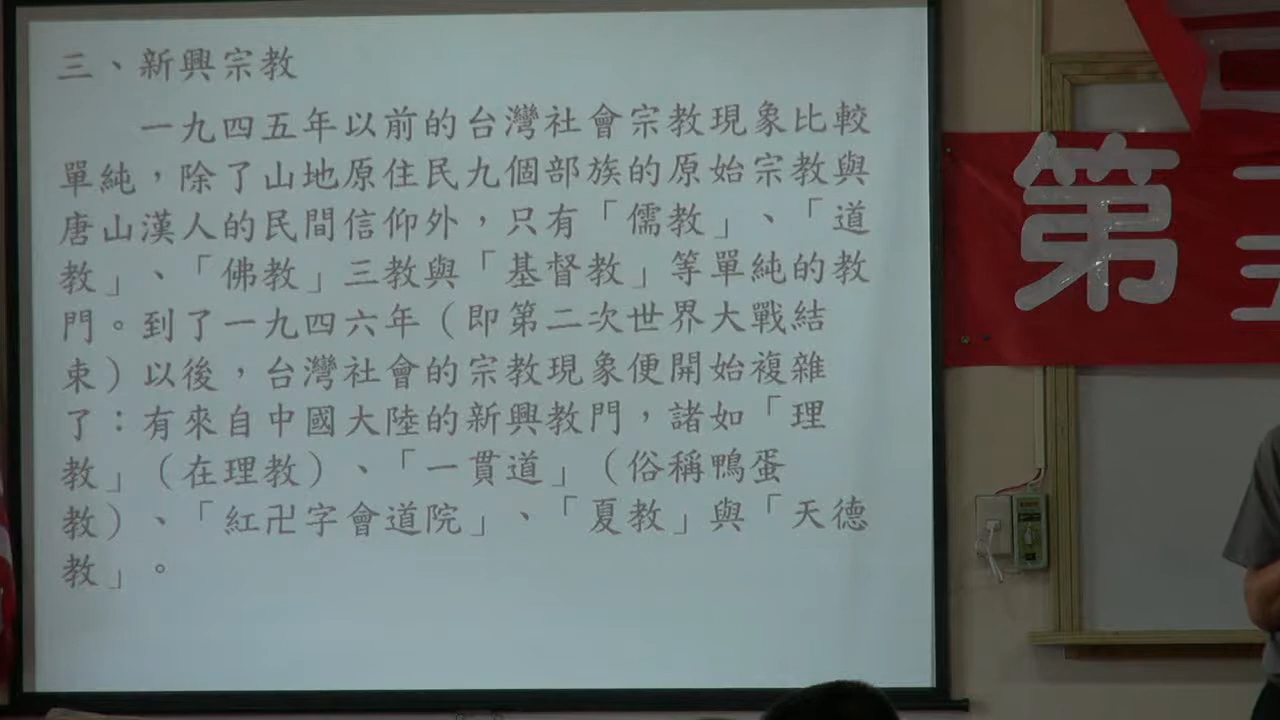 三、新興宗教
一九四五年以前的台灣社會宗教現象比較
單純，除了山地原住民九個部族的原始宗教與
唐山漢人的民間信仰外，只有「儒教」、「道
教」、「佛教」三教與「基督教」等單純的教
門。到了一九四六年（即第二次世界大戰結
束）以後，台灣社會的宗教現象便開始複雜
了：有來自中國大陸的新興教門，諸如「理
教」（在理教）、「一貫道」（俗稱鴨蛋
教）、「紅卍字會道院」、「夏教」與「天德
教」。
第